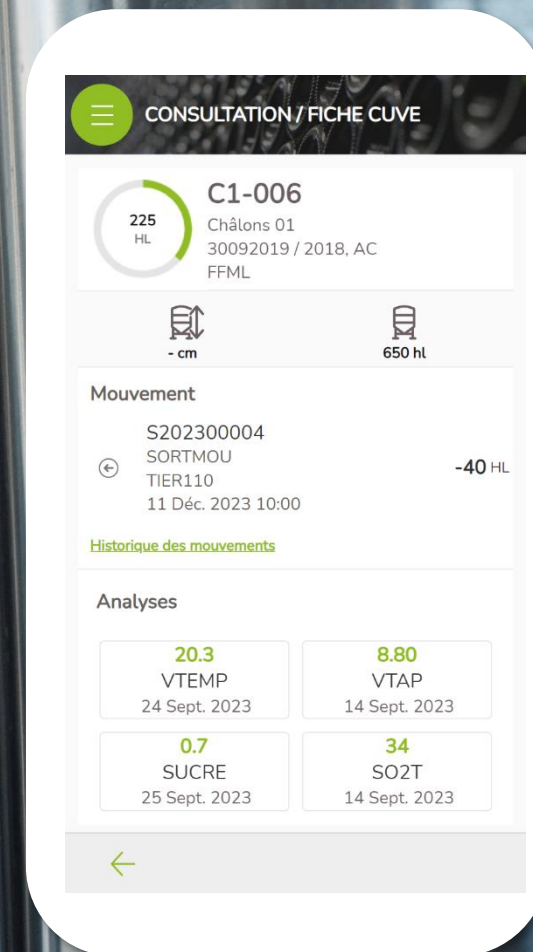 CONSULTATION / FICHE CUVE
225
HL
C1-006
Châlons 01
30092019 / 2018, AC
FFML
- cm
650 hl
Mouvement
S202300004
SORTMOU
TIER110
11 Déc. 2023 10:00
-40 HL
Historique des mouvements
Analyses
20.3
VTEMP
24 Sept. 2023
8.80
VTAP
14 Sept. 2023
0.7
SUCRE
25 Sept. 2023
34
SO2T
14 Sept. 2023